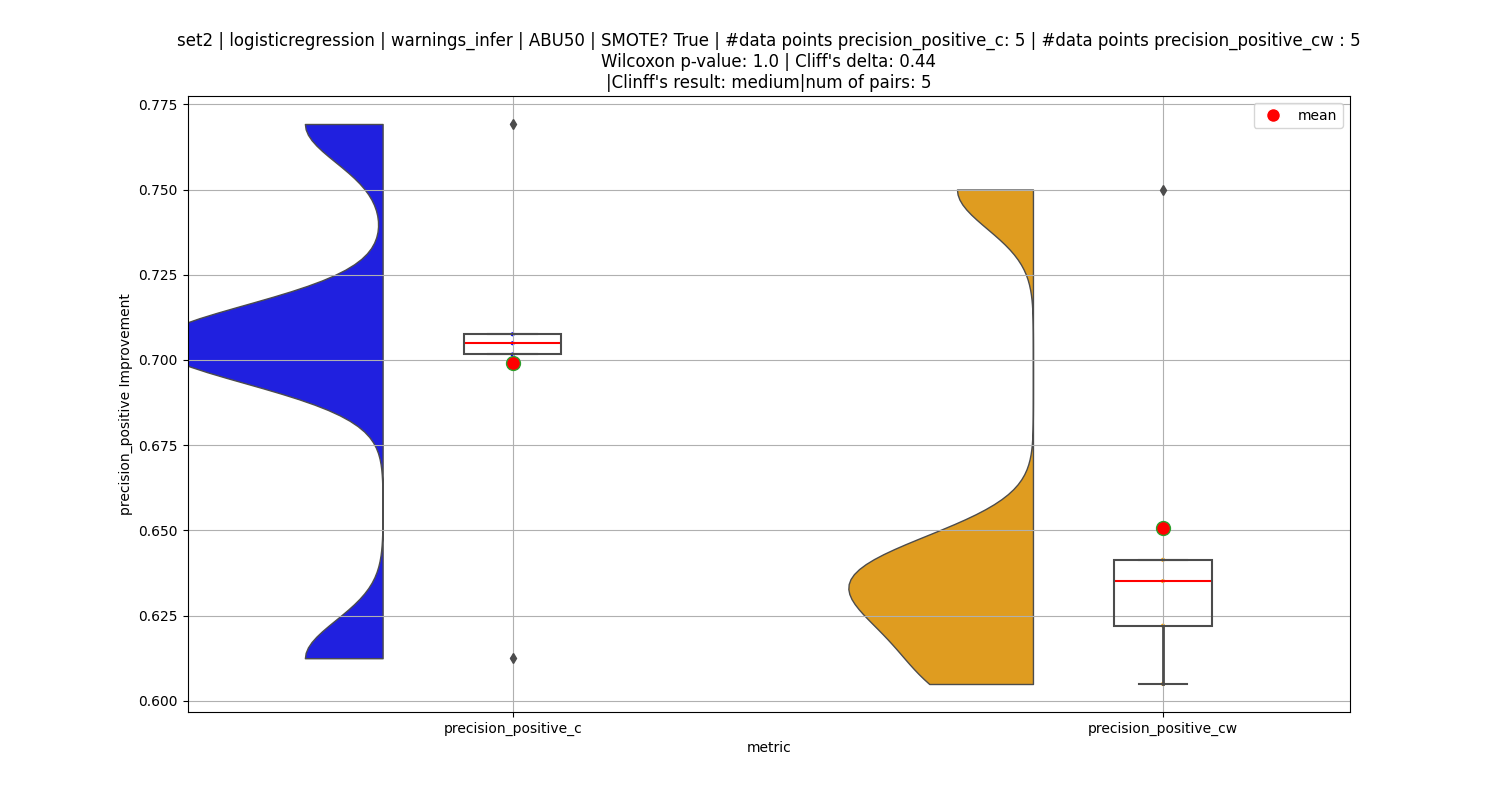 set2 | logisticregression | warnings_infer | ABU50 | SMOTE? True | #data points precision_positive_c: 5 | #data points precision_positive_cw : 5
Wilcoxon p-value: 1.0 | Cliff's delta: 0.44
|Clinff's result: medium|num of pairs: 5
mean
0.775
0.750
0.725
0.700
0.675
0.650
0.625
0.600
precision_positive Improvement
precision_positive_c
precision_positive_cw
metric